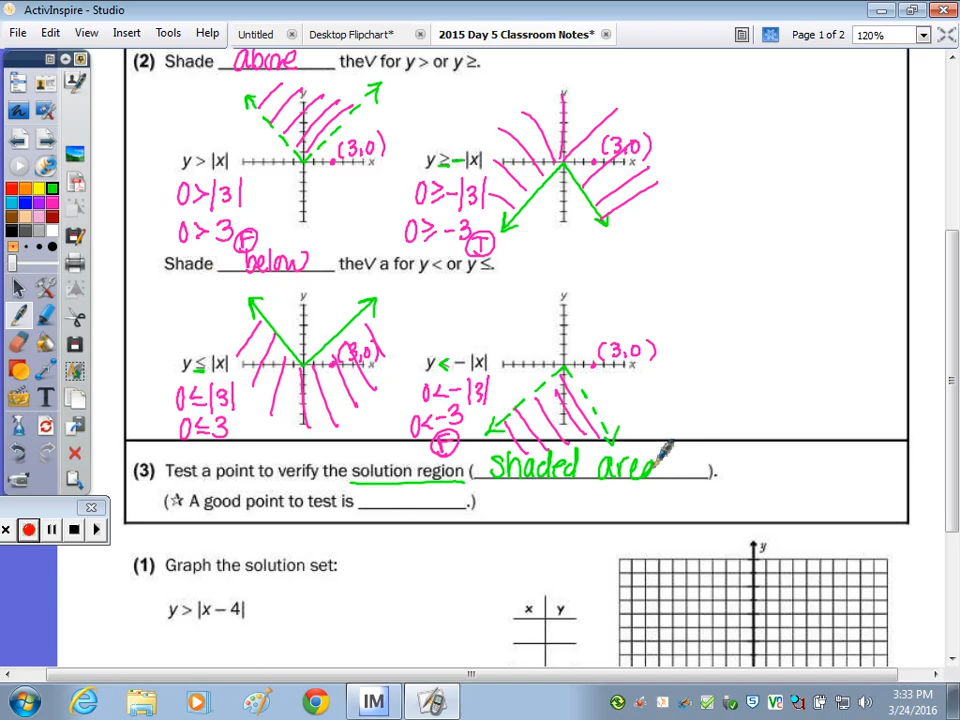 ActivInspire - Studio
File Edit View Insert Tools Help Untitled Desktop Flipchart* 2015 Day 5 Classroom Notes* Page 1 of 2 120%
(2) Shade above the V for y > or y ≥.
y
(3,0)
x
y > |x|
0 > |3|
0 > 3 F
y
(3,0)
x
y ≥ -|x|
0 ≥ -|3|
0 ≥ -3 T
Shade below the V a for y < or y ≤.
y
(3,0)
x
y ≤ |x|
0 ≤ |3|
0 ≤ 3
y
(3,0)
x
y < -|x|
0 < -|3|
0 < -3
F
(3) Test a point to verify the solution region ( shaded area ).
(☆ A good point to test is ____________.)
(1) Graph the solution set:
y > |x - 4|
x y
y
IM
3:33 PM
3/24/2016